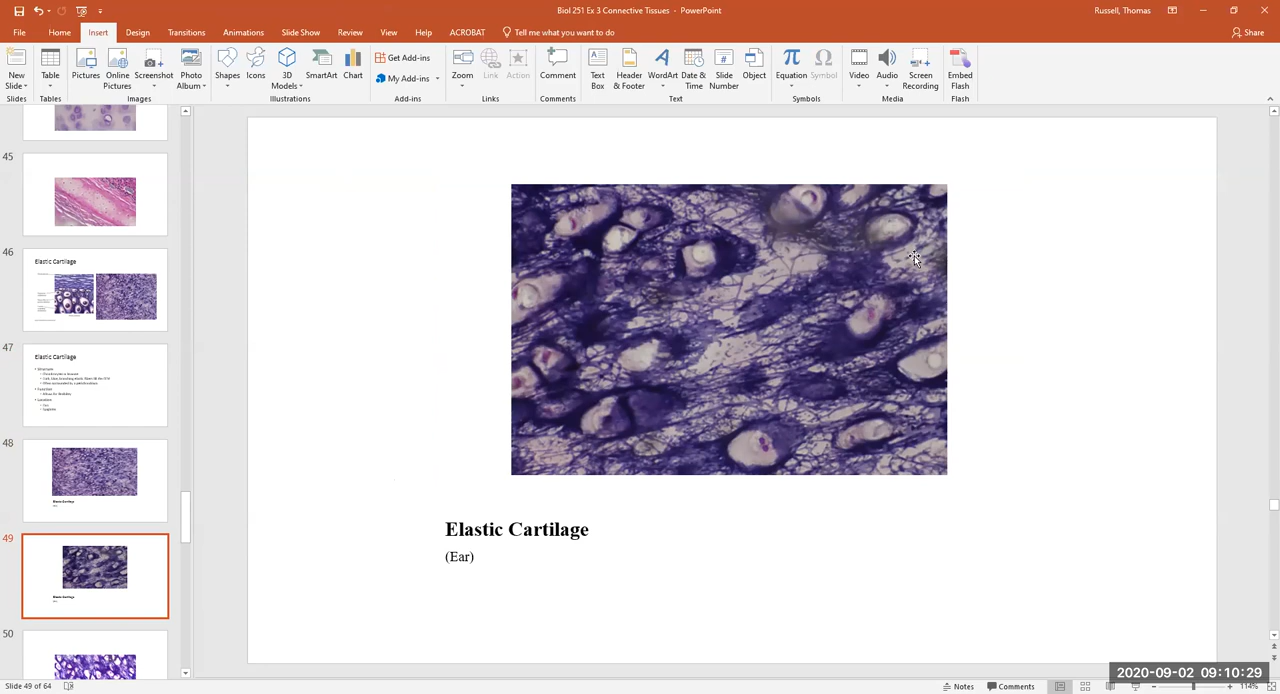 Biol 251 Ex 3 Connective Tissues - PowerPoint
Russell, Thomas
File Home Insert Design Transitions Animations Slide Show Review View Help ACROBAT Tell me what you want to do
Share
New Slide
Table
Pictures
Online Pictures
Screenshot
Photo Album
Shapes
Icons
3D Models
SmartArt
Chart
Get Add-ins
My Add-ins
Zoom
Link
Action
Comment
Text Box
Header & Footer
WordArt
Date & Time
Slide Number
Object
Equation
Symbol
Video
Audio
Screen Recording
Embed Flash
Slides
Tables
Images
Illustrations
Add-ins
Links
Comments
Text
Symbols
Media
Flash
45
46
Elastic Cartilage
47
Elastic Cartilage
48
Elastic Cartilage
49
Elastic Cartilage
50
Elastic Cartilage
(Ear)
2020-09-02 09:10:29
Slide 49 of 64
Notes
Comments
114%